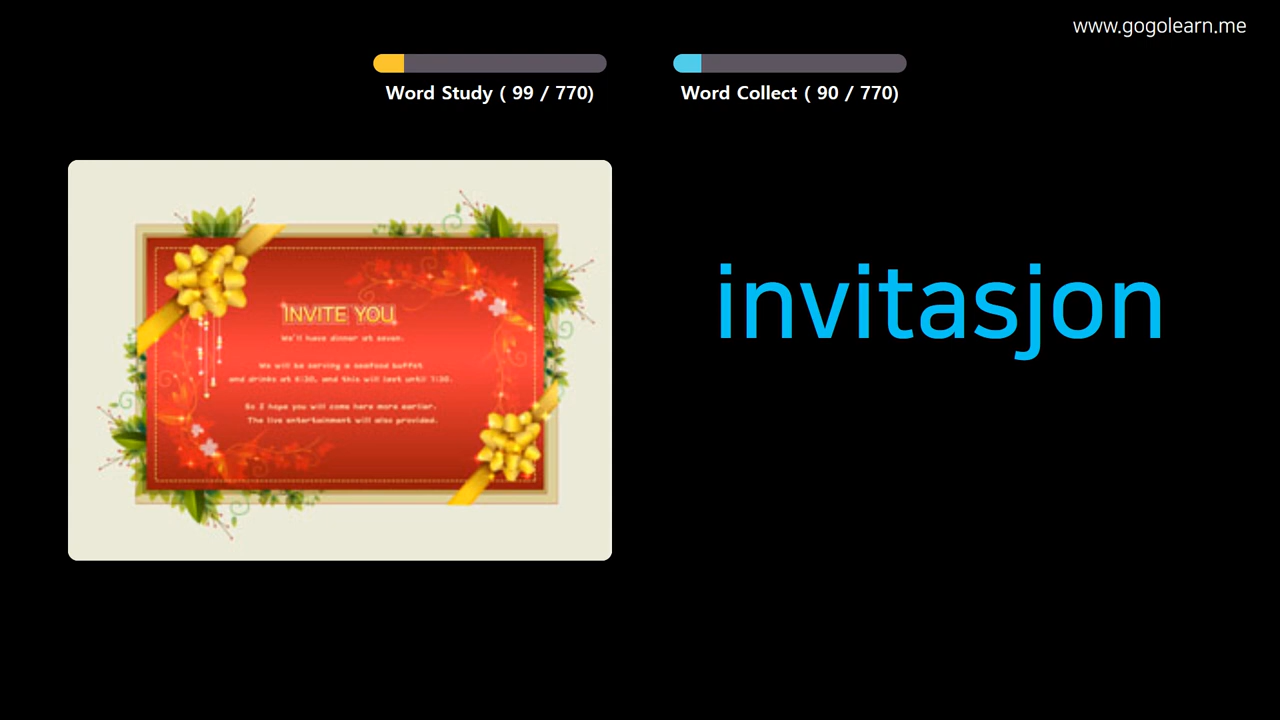 www.gogolearn.me
Word Study ( 99 / 770)
Word Collect ( 90 / 770)
INVITE YOU
We'll have dinner at seven.
We will be serving a seafood buffet
and drinks at 6:30, and this will last until 1:30.
So I hope you will come here more earlier.
The live entertainment will also provided.
invitasjon